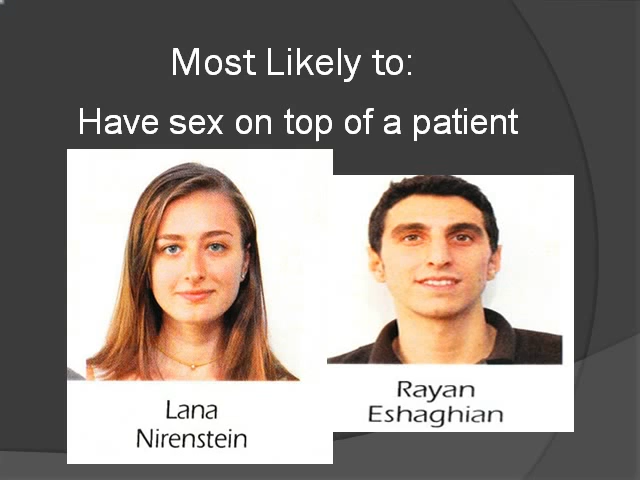 Most Likely to:
Have sex on top of a patient
Lana
Nirenstein
Rayan
Eshaghian